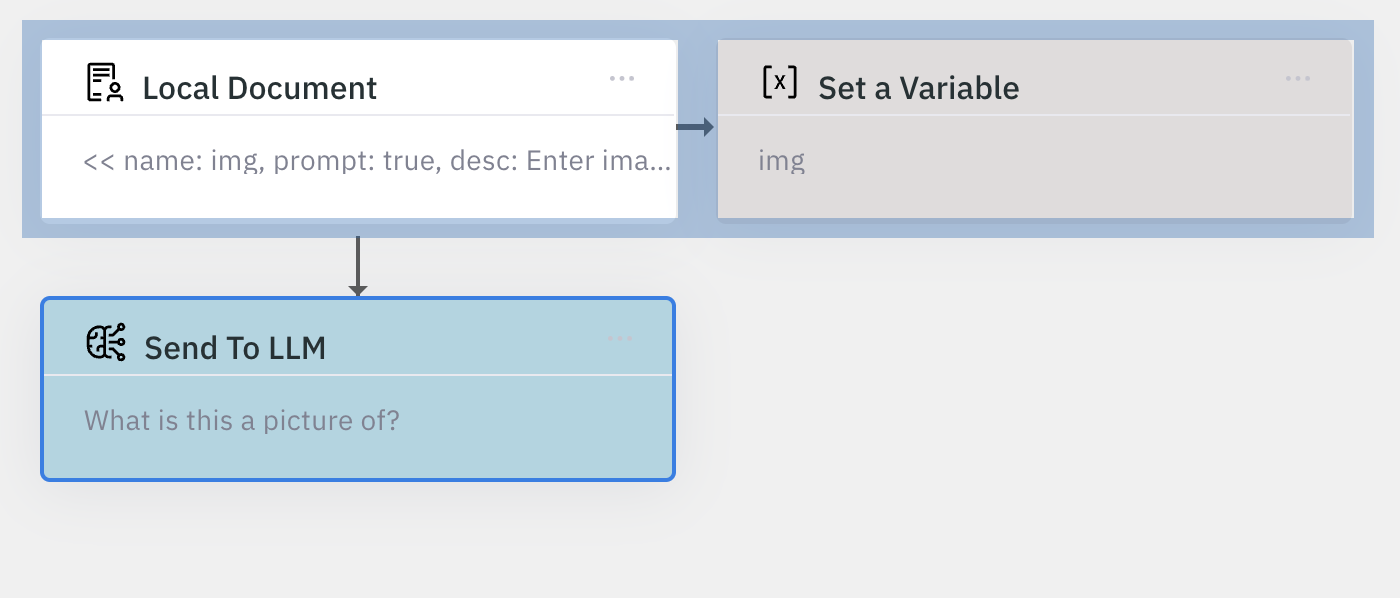 Local Document
<< name: img, prompt: true, desc: Enter ima...
[x] Set a Variable
img
Send To LLM
What is this a picture of?